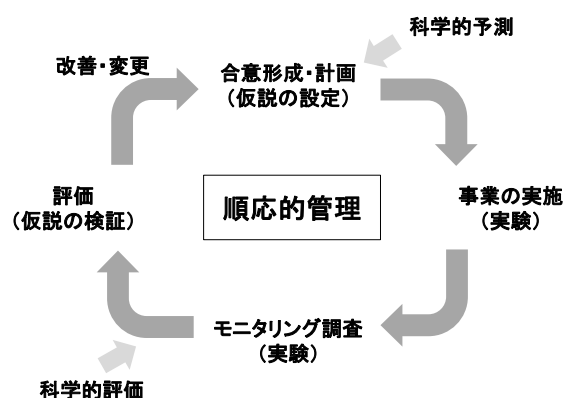 科学的予測
改善・変更
合意形成・計画
(仮説の設定)
評価
(仮説の検証)
順応的管理
事業の実施
(実験)
モニタリング調査
(実験)
科学的評価